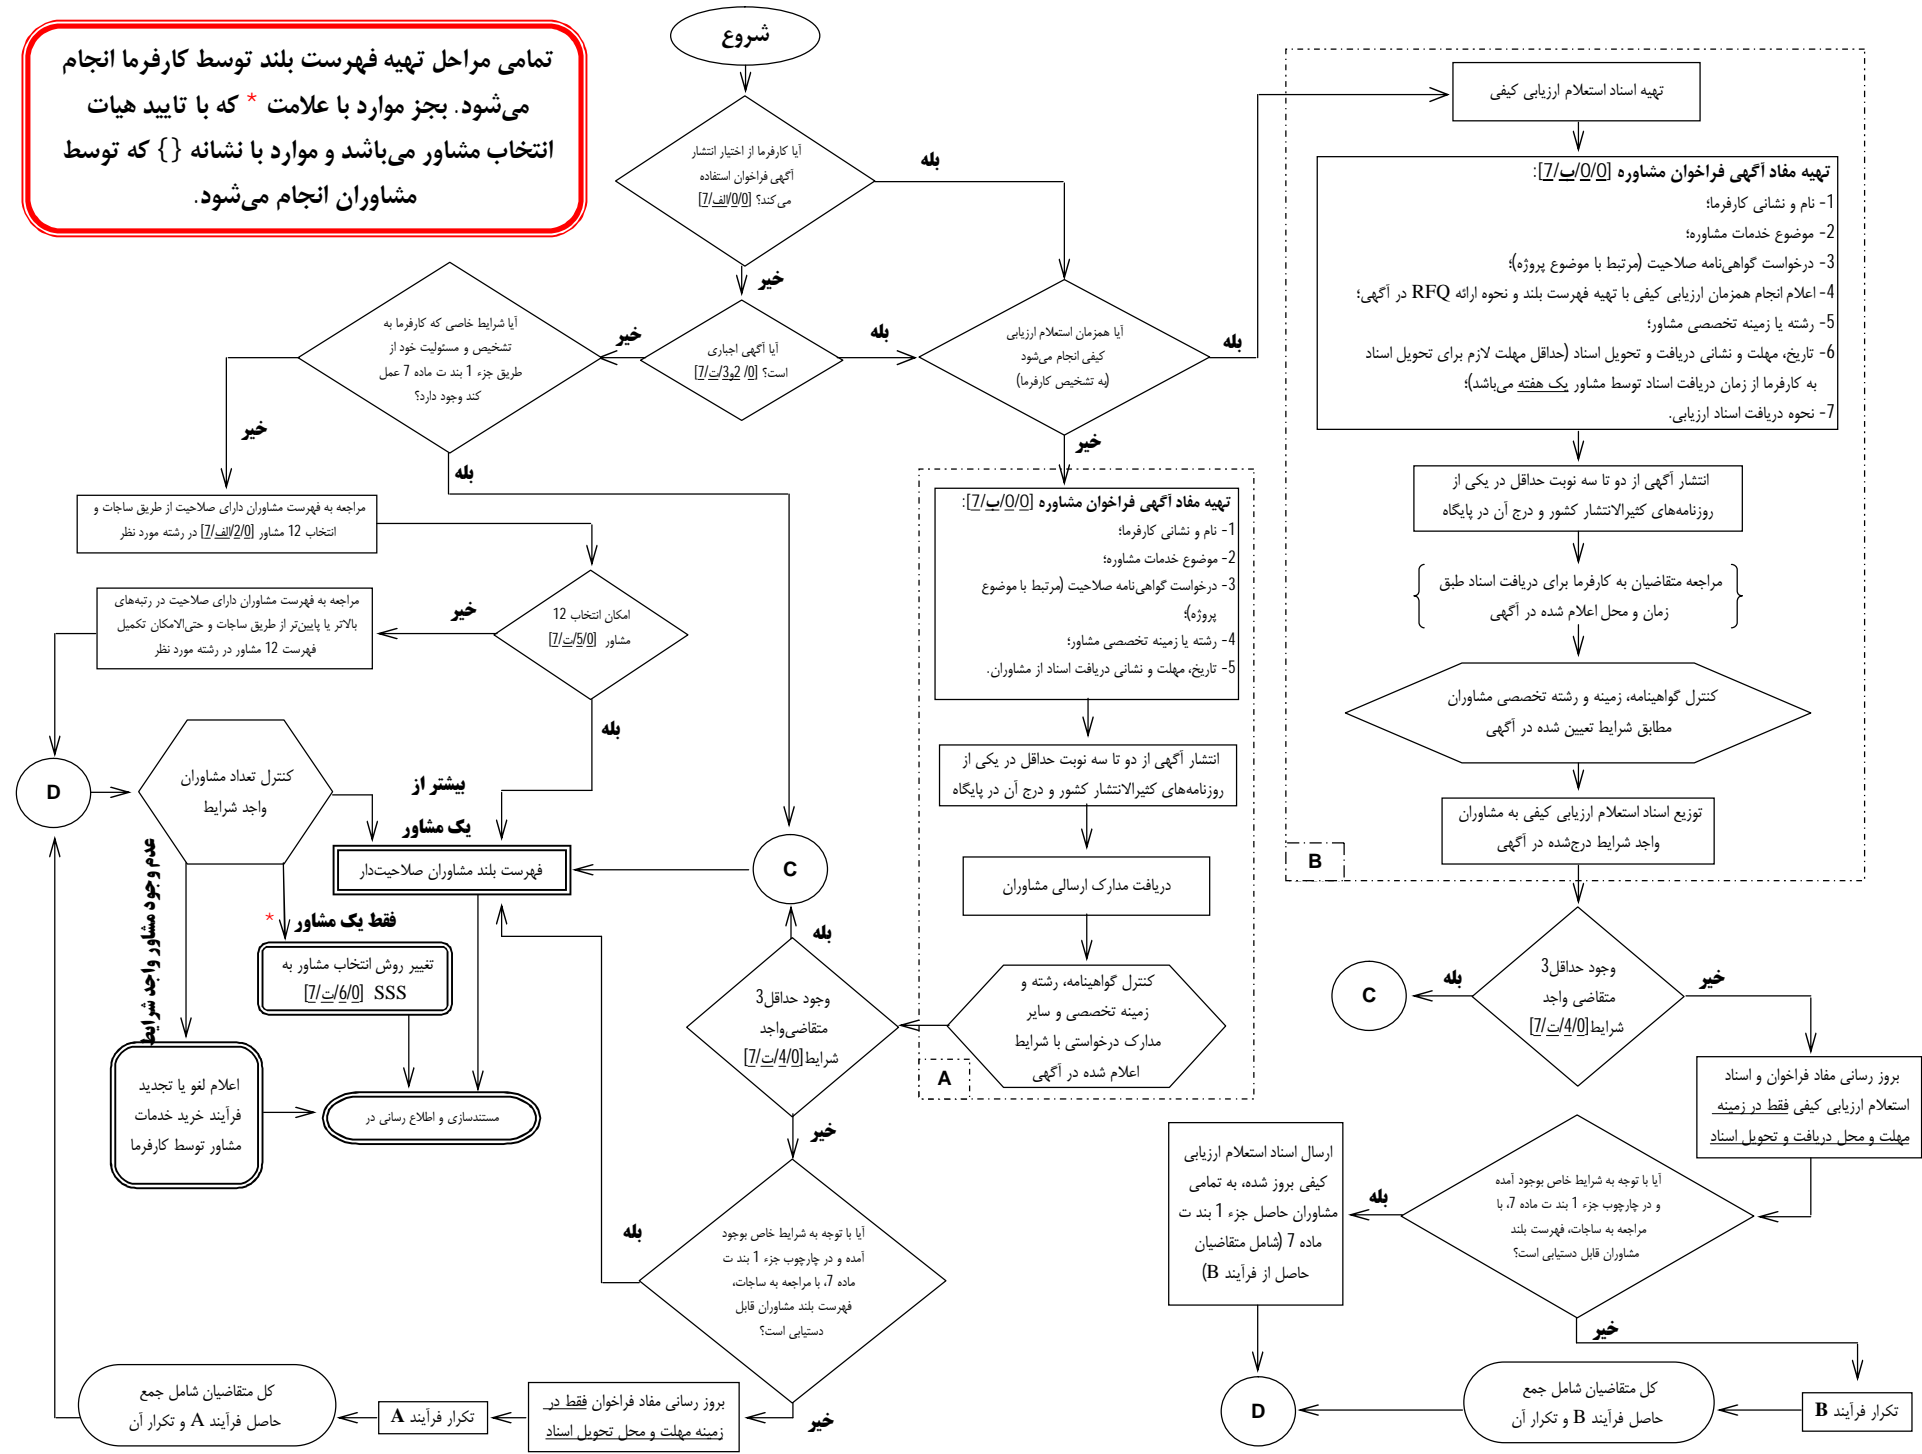 شروع
تمامی مراحل تهیه فهرست بلند توسط کارفرما انجام
می‌شود. بجز موارد با علامت * که با تایید هیات
انتخاب مشاور می‌باشد و موارد با نشانه {} که توسط
مشاوران انجام می‌شود.
آیا کارفرما از اختیار انتشار
آگهی فراخوان استفاده
می‌کند؟ [0/0/الف/7]
بله
خیر
آیا آگهی اجباری
است؟ [0/ 2و3/ت/7]
بله
خیر
آیا همزمان استعلام ارزیابی
کیفی انجام می‌شود
(به تشخیص کارفرما)
بله
خیر
آیا شرایط خاصی که کارفرما به
تشخیص و مسئولیت خود از
طریق جزء 1 بند ت ماده 7 عمل
کند وجود دارد؟
خیر
بله
مراجعه به فهرست مشاوران دارای صلاحیت از طریق ساجات و
انتخاب 12 مشاور [0/2/الف/7] در رشته مورد نظر
امکان انتخاب 12
مشاور [0/5/ت/7]
خیر
بله
مراجعه به فهرست مشاوران دارای صلاحیت در رتبه‌های
بالاتر یا پایین‌تر از طریق ساجات و حتی‌الامکان تکمیل
فهرست 12 مشاور در رشته مورد نظر
D
کنترل تعداد مشاوران
واجد شرایط
بیشتر از
یک مشاور
فقط یک مشاور *
عدم وجود مشاور واجد شرایط
فهرست بلند مشاوران صلاحیت‌دار
C
تغییر روش انتخاب مشاور به
SSS [0/6/ت/7]
اعلام لغو یا تجدید
فرآیند خرید خدمات
مشاور توسط کارفرما
مستندسازی و اطلاع رسانی در
تهیه مفاد آگهی فراخوان مشاوره [0/0/ب/7]:
1- نام و نشانی کارفرما؛
2- موضوع خدمات مشاوره؛
3- درخواست گواهی‌نامه صلاحیت (مرتبط با موضوع
پروژه)؛
4- رشته یا زمینه تخصصی مشاور؛
5- تاریخ، مهلت و نشانی دریافت اسناد از مشاوران.
انتشار آگهی از دو تا سه نوبت حداقل در یکی از
روزنامه‌های کثیرالانتشار کشور و درج آن در پایگاه
دریافت مدارک ارسالی مشاوران
کنترل گواهینامه، رشته و
زمینه تخصصی و سایر
مدارک درخواستی با شرایط
اعلام شده در آگهی
A
وجود حداقل3
متقاضی‌واجد
شرایط[0/4/ت/7]
بله
خیر
آیا با توجه به شرایط خاص بوجود
آمده و در چارچوب جزء 1 بند ت
ماده 7، با مراجعه به ساجات،
فهرست بلند مشاوران قابل
دستیابی است؟
بله
خیر
بروز رسانی مفاد فراخوان فقط در
زمینه مهلت و محل تحویل اسناد
تکرار فرآیند A
کل متقاضیان شامل جمع
حاصل فرآیند A و تکرار آن
تهیه اسناد استعلام ارزیابی کیفی
تهیه مفاد آگهی فراخوان مشاوره [0/0/ب/7]:
1- نام و نشانی کارفرما؛
2- موضوع خدمات مشاوره؛
3- درخواست گواهی‌نامه صلاحیت (مرتبط با موضوع پروژه)؛
4- اعلام انجام همزمان ارزیابی کیفی با تهیه فهرست بلند و نحوه ارائه RFQ در آگهی؛
5- رشته یا زمینه تخصصی مشاور؛
6- تاریخ، مهلت و نشانی دریافت و تحویل اسناد (حداقل مهلت لازم برای تحویل اسناد
به کارفرما از زمان دریافت اسناد توسط مشاور یک هفته می‌باشد)؛
7- نحوه دریافت اسناد ارزیابی.
انتشار آگهی از دو تا سه نوبت حداقل در یکی از
روزنامه‌های کثیرالانتشار کشور و درج آن در پایگاه
مراجعه متقاضیان به کارفرما برای دریافت اسناد طبق
زمان و محل اعلام شده در آگهی
کنترل گواهینامه، زمینه و رشته تخصصی مشاوران
مطابق شرایط تعیین شده در آگهی
توزیع اسناد استعلام ارزیابی کیفی به مشاوران
واجد شرایط درج‌شده در آگهی
B
وجود حداقل3
متقاضی واجد
شرایط[0/4/ت/7]
بله
خیر
C
بروز رسانی مفاد فراخوان و اسناد
استعلام ارزیابی کیفی فقط در زمینه
مهلت و محل دریافت و تحویل اسناد
آیا با توجه به شرایط خاص بوجود آمده
و در چارچوب جزء 1 بند ت ماده 7، با
مراجعه به ساجات، فهرست بلند
مشاوران قابل دستیابی است؟
بله
خیر
ارسال اسناد استعلام ارزیابی
کیفی بروز شده، به تمامی
مشاوران حاصل جزء 1 بند ت
ماده 7 (شامل متقاضیان
حاصل از فرآیند B)
تکرار فرآیند B
کل متقاضیان شامل جمع
حاصل فرآیند B و تکرار آن
D